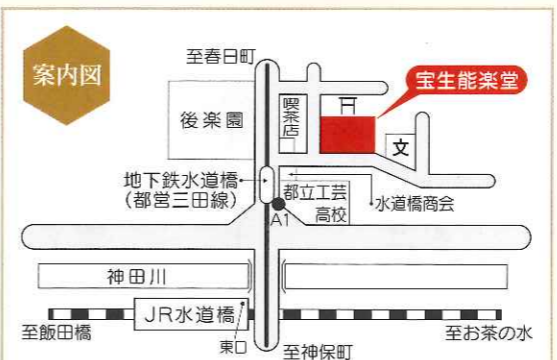 案内図
至春日町
宝生能楽堂
後楽園
喫茶店
文
地下鉄水道橋
(都営三田線)
都立工芸
高校
水道橋商会
A1
神田川
JR水道橋
至飯田橋
東口
至神保町
至お茶の水